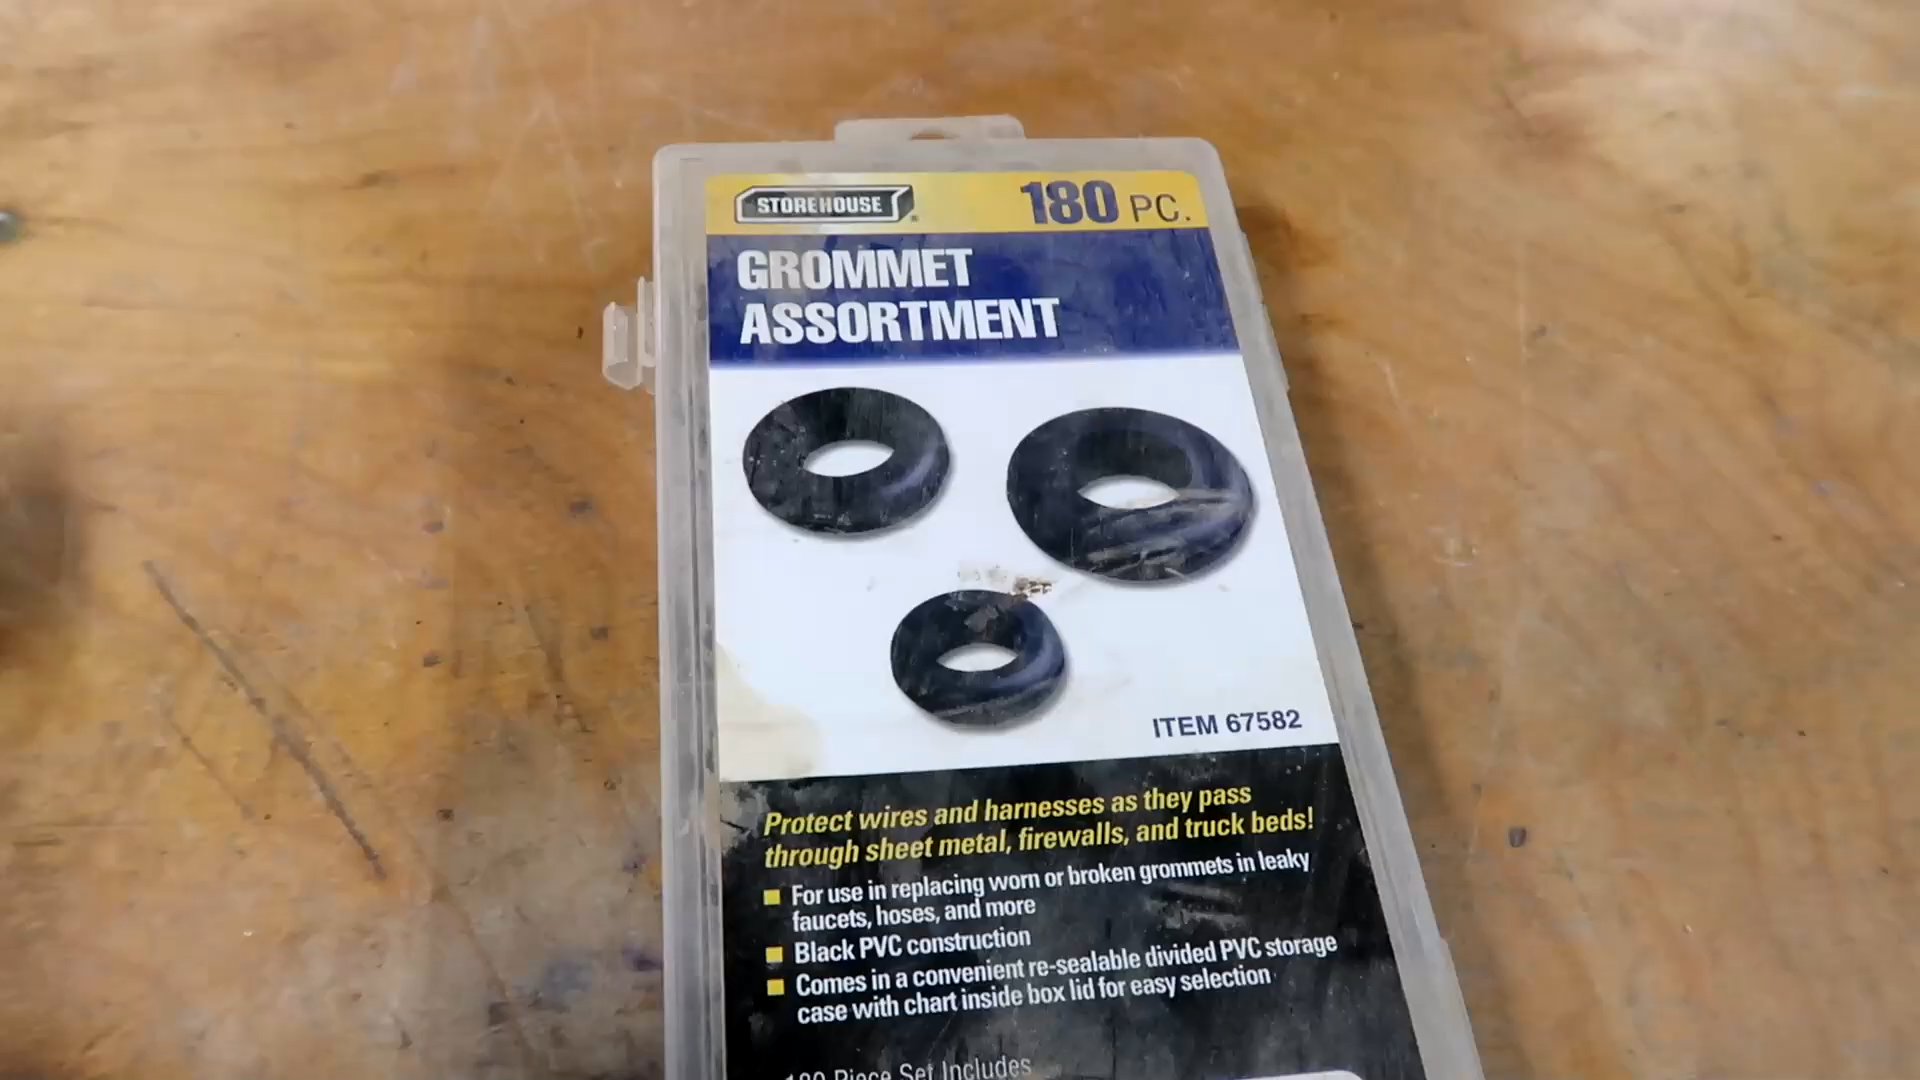 STOREHOUSE
180 PC.
GROMMET
ASSORTMENT
ITEM 67582
Protect wires and harnesses as they pass
through sheet metal, firewalls, and truck beds!
For use in replacing worn or broken grommets in leaky
faucets, hoses, and more
Black PVC construction
Comes in a convenient re-sealable divided PVC storage
case with chart inside box lid for easy selection
180 Piece Set Includes